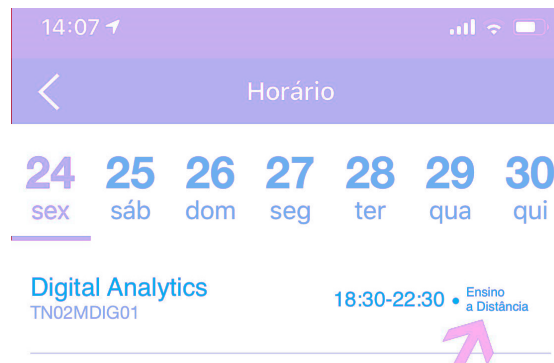 14:07
Horário
24 25 26 27 28 29 30
sex sáb dom seg ter qua qui
Digital Analytics 18:30-22:30 • Ensino
a Distância
TN02MDIG01